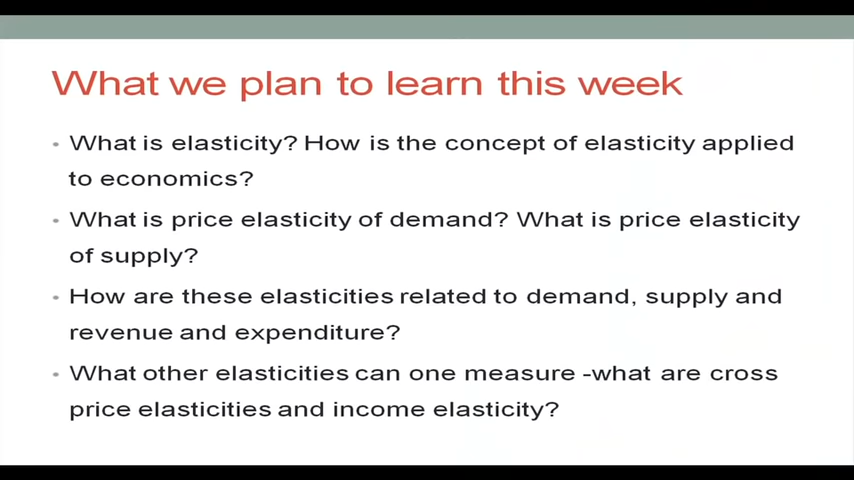 What we plan to learn this week
• What is elasticity? How is the concept of elasticity applied
to economics?
• What is price elasticity of demand? What is price elasticity
of supply?
• How are these elasticities related to demand, supply and
revenue and expenditure?
• What other elasticities can one measure -what are cross
price elasticities and income elasticity?